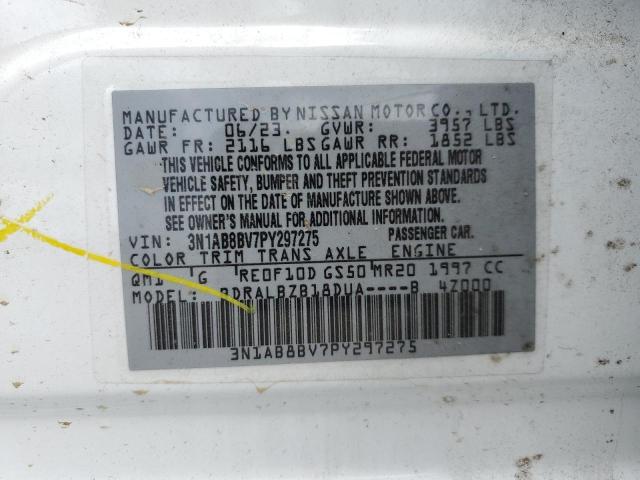 MANUFACTURED BY NISSAN MOTOR CO., LTD.
DATE: 06/23. GVWR: 3957 LBS
GAWR FR: 2116 LBS GAWR RR: 1852 LBS
THIS VEHICLE CONFORMS TO ALL APPLICABLE FEDERAL MOTOR
VEHICLE SAFETY, BUMPER AND THEFT PREVENTION STANDARDS
IN EFFECT ON THE DATE OF MANUFACTURE SHOWN ABOVE.
SEE OWNER'S MANUAL FOR ADDITIONAL INFORMATION.
VIN: 3N1AB8BV7PY297275 PASSENGER CAR.
COLOR TRIM TRANS AXLE ENGINE
QM1 G RE0F10D GS50 MR20 1997 CC
MODEL: BDRALBZB18DUA----B 4Z000
3N1AB8BV7PY297275